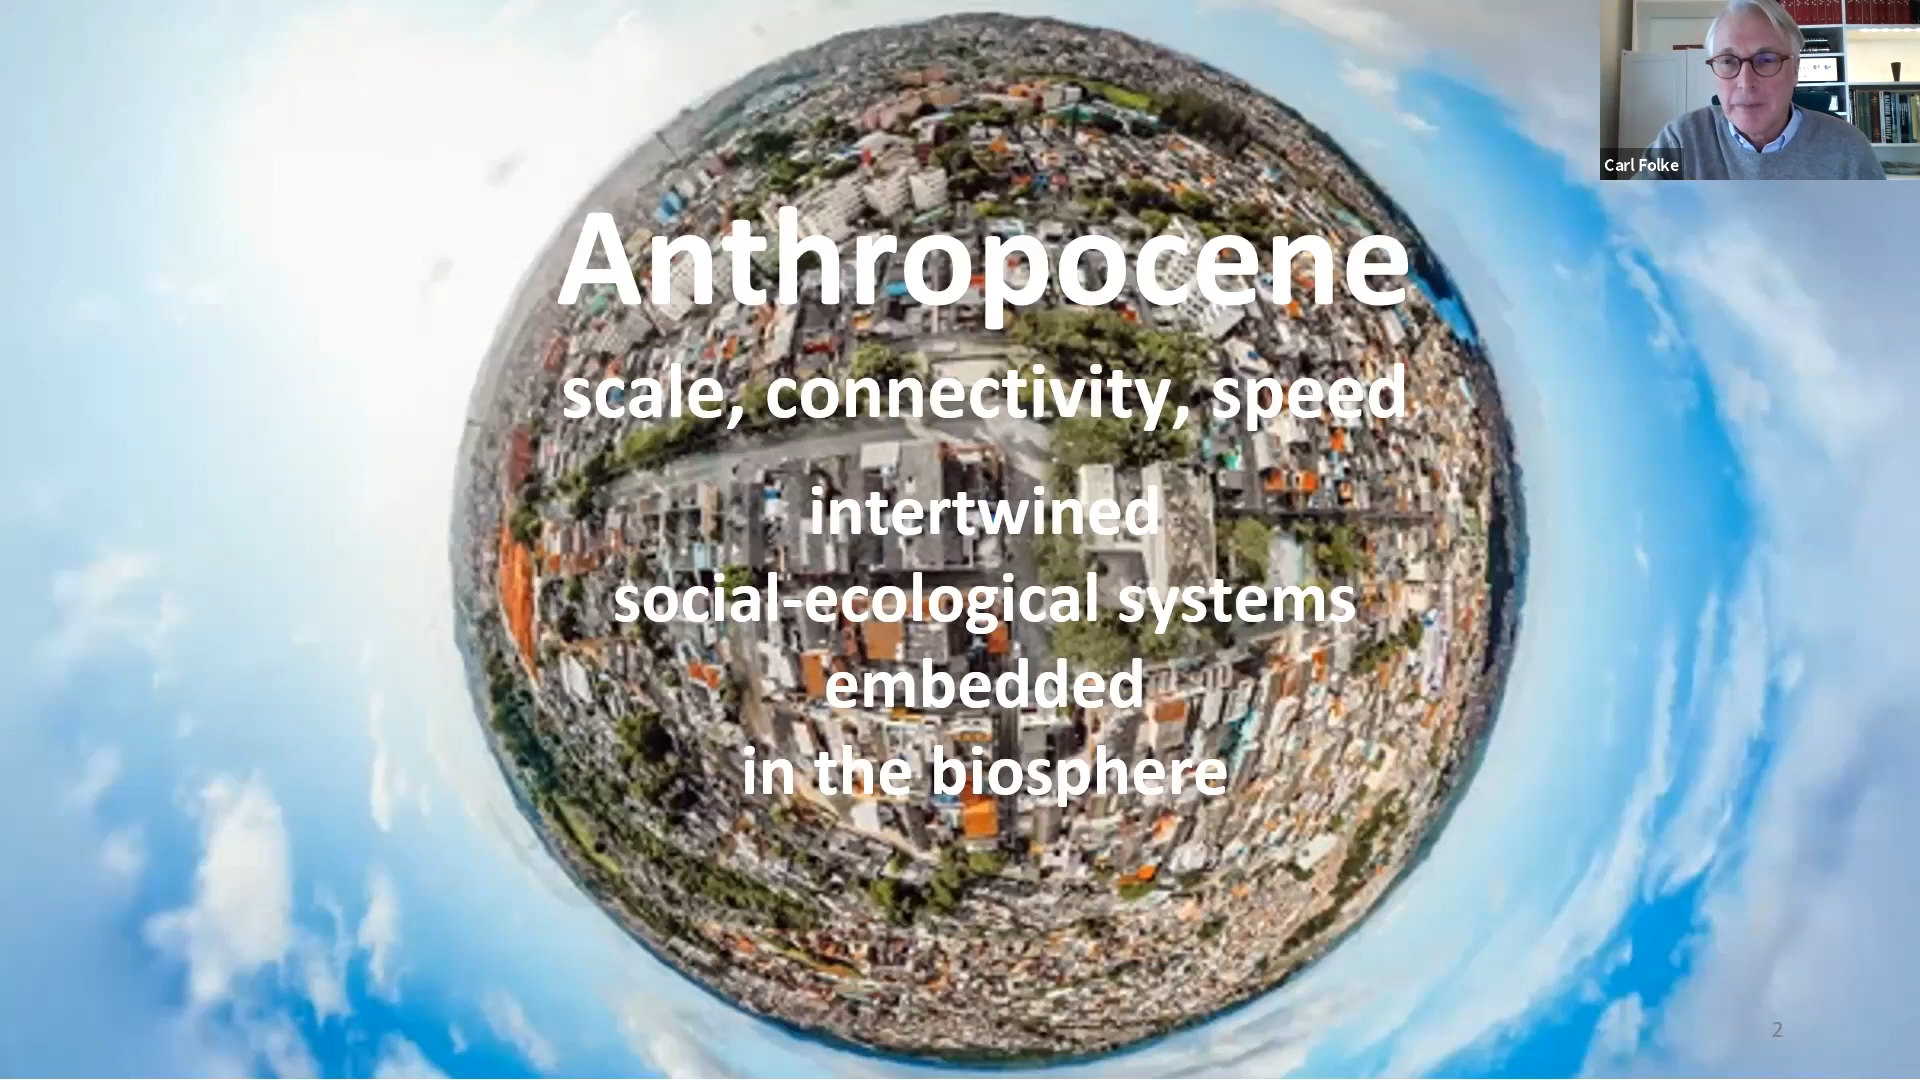 Carl Folke
Anthropocene
scale, connectivity, speed
intertwined
social-ecological systems
embedded
in the biosphere
2